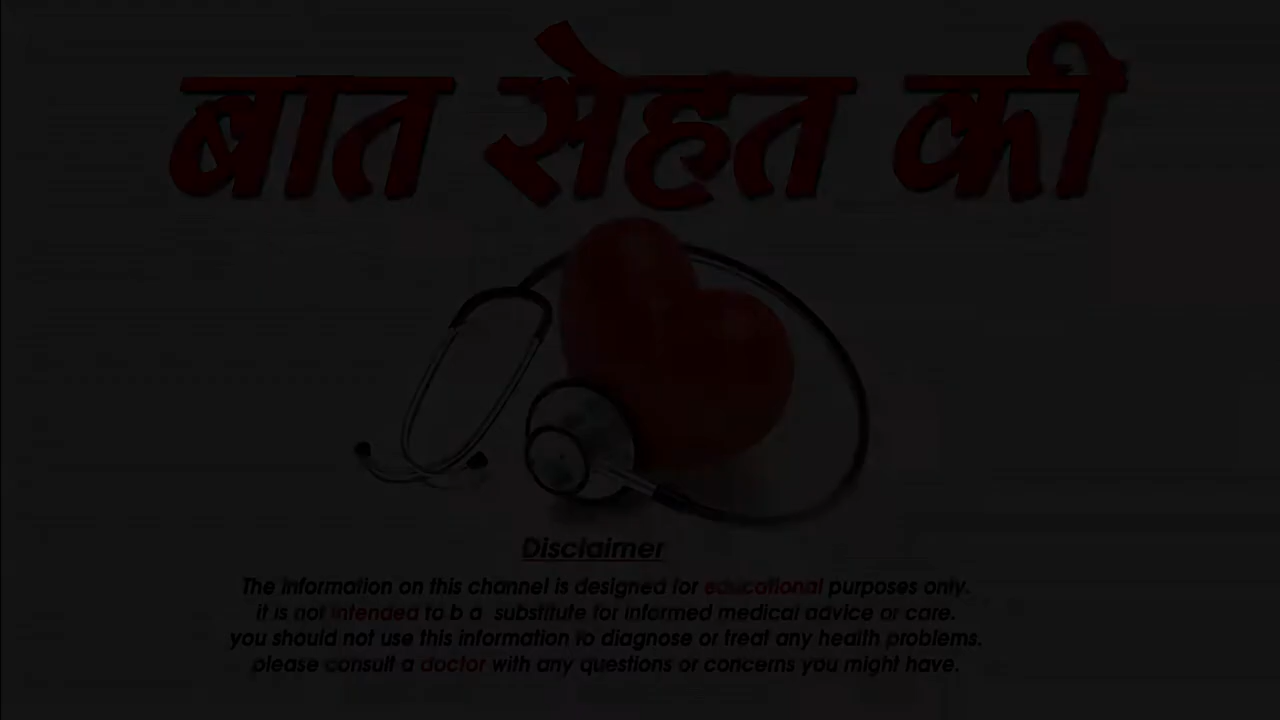 बात सेहत की
Disclaimer
The information on this channel is designed for educational purposes only.
it is not intended to b a substitute for informed medical advice or care.
you should not use this information to diagnose or treat any health problems.
please consult a doctor with any questions or concerns you might have.